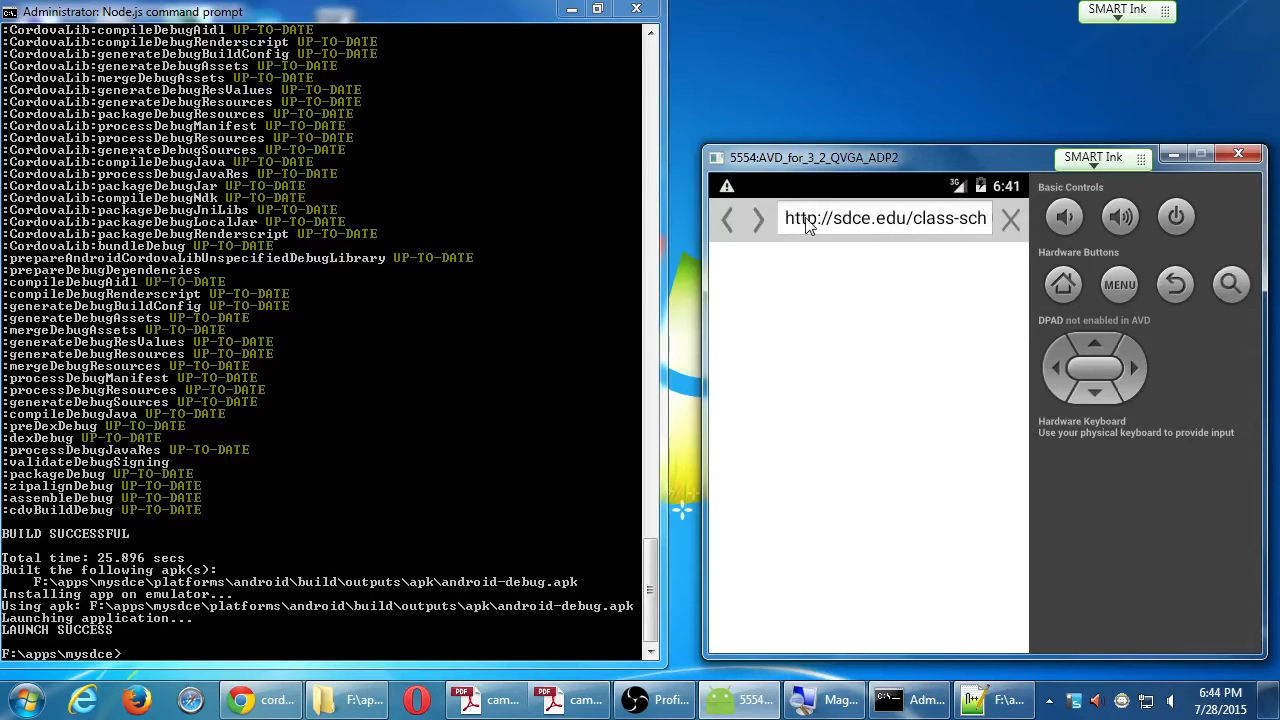 Administrator: Node.js command prompt
:CordovaLib:compileDebugAidl UP-TO-DATE
:CordovaLib:compileDebugRenderscript UP-TO-DATE
:CordovaLib:generateDebugBuildConfig UP-TO-DATE
:CordovaLib:generateDebugAssets UP-TO-DATE
:CordovaLib:mergeDebugAssets UP-TO-DATE
:CordovaLib:generateDebugResValues UP-TO-DATE
:CordovaLib:generateDebugResources UP-TO-DATE
:CordovaLib:packageDebugResources UP-TO-DATE
:CordovaLib:processDebugManifest UP-TO-DATE
:CordovaLib:processDebugResources UP-TO-DATE
:CordovaLib:generateDebugSources UP-TO-DATE
:CordovaLib:compileDebugJava UP-TO-DATE
:CordovaLib:processDebugJavaRes UP-TO-DATE
:CordovaLib:packageDebugJar UP-TO-DATE
:CordovaLib:compileDebugNdk UP-TO-DATE
:CordovaLib:packageDebugJniLibs UP-TO-DATE
:CordovaLib:packageDebugLocalJar UP-TO-DATE
:CordovaLib:packageDebugRenderscript UP-TO-DATE
:CordovaLib:bundleDebug UP-TO-DATE
:prepareAndroidCordovaLibUnspecifiedDebugLibrary UP-TO-DATE
:prepareDebugDependencies
:compileDebugAidl UP-TO-DATE
:compileDebugRenderscript UP-TO-DATE
:generateDebugBuildConfig UP-TO-DATE
:generateDebugAssets UP-TO-DATE
:mergeDebugAssets UP-TO-DATE
:generateDebugResValues UP-TO-DATE
:generateDebugResources UP-TO-DATE
:mergeDebugResources UP-TO-DATE
:processDebugManifest UP-TO-DATE
:processDebugResources UP-TO-DATE
:generateDebugSources UP-TO-DATE
:compileDebugJava UP-TO-DATE
:preDexDebug UP-TO-DATE
:dexDebug UP-TO-DATE
:processDebugJavaRes UP-TO-DATE
:validateDebugSigning
:packageDebug UP-TO-DATE
:zipalignDebug UP-TO-DATE
:assembleDebug UP-TO-DATE
:cdvBuildDebug UP-TO-DATE
BUILD SUCCESSFUL
Total time: 25.896 secs
Built the following apk(s):
F:\apps\mysdce\platforms\android\build\outputs\apk\android-debug.apk
Installing app on emulator...
Using apk: F:\apps\mysdce\platforms\android\build\outputs\apk\android-debug.apk
Launching application...
LAUNCH SUCCESS
F:\apps\mysdce>
SMART Ink
5554:AVD_for_3_2_QVGA_ADP2
SMART Ink
3G 6:41
http://sdce.edu/class-sch
Basic Controls
Hardware Buttons
MENU
DPAD not enabled in AVD
Hardware Keyboard
Use your physical keyboard to provide input
cord...
F:\ap...
PDF cam...
PDF cam...
Profi...
5554...
Mag...
Adm...
F:\a...
6:44 PM
7/28/2015